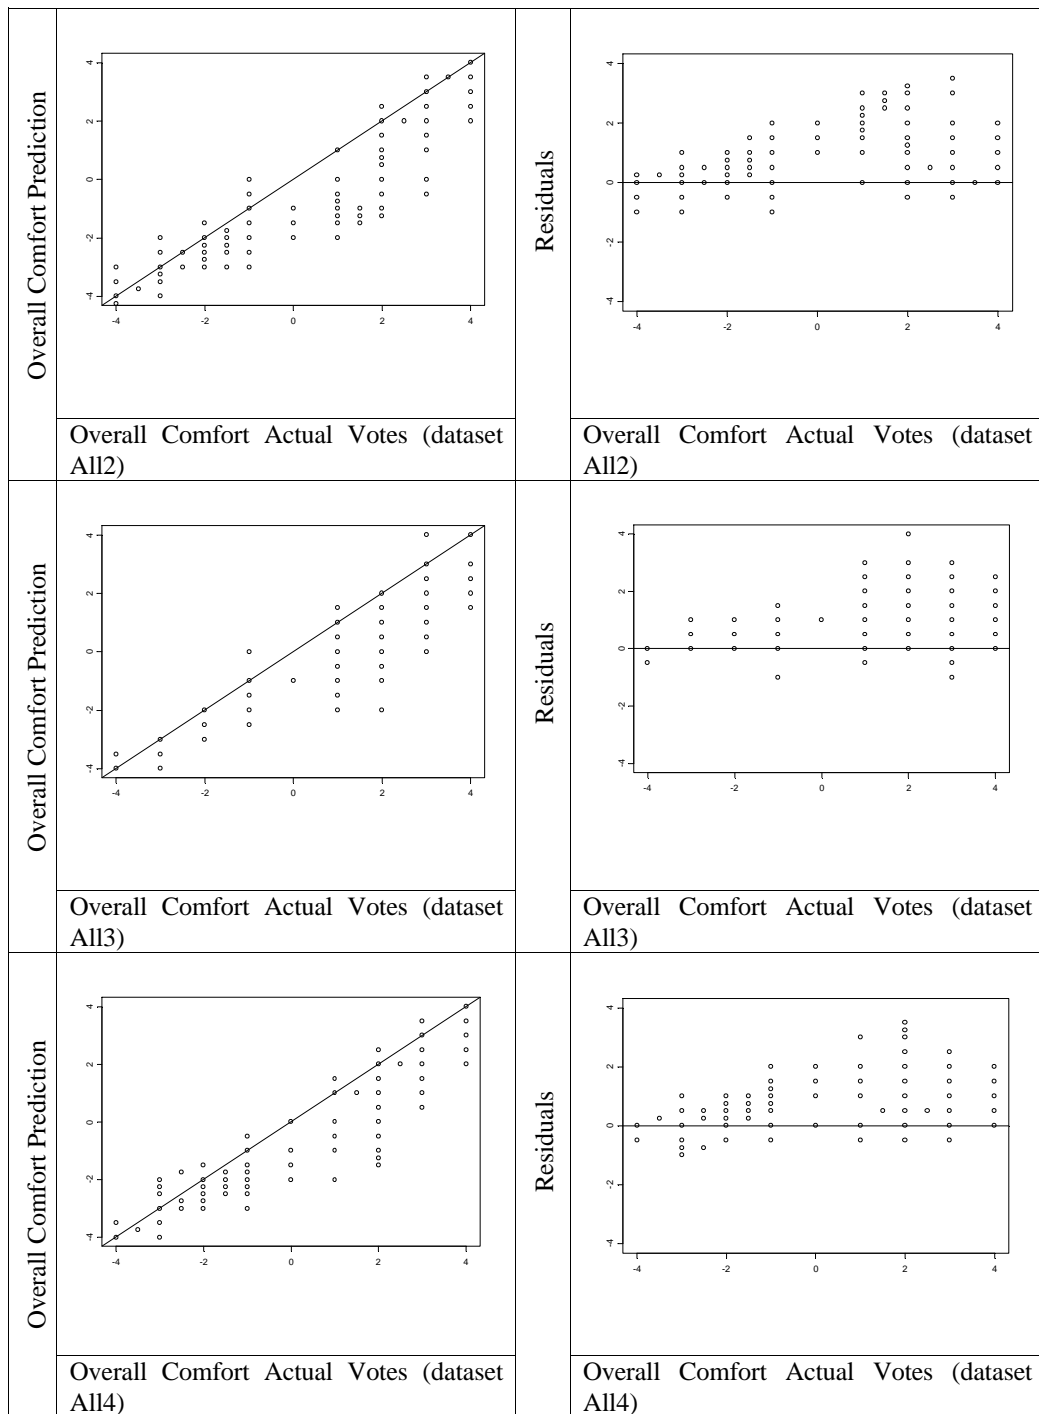 Overall Comfort Prediction
4
2
0
-2
-4
-4 -2 0 2 4
Residuals
4
2
0
-2
-4
-4 -2 0 2 4
Overall Comfort Actual Votes (dataset
All2)
Overall Comfort Actual Votes (dataset
All2)
Overall Comfort Prediction
4
2
0
-2
-4
-4 -2 0 2 4
Residuals
4
2
0
-2
-4
-4 -2 0 2 4
Overall Comfort Actual Votes (dataset
All3)
Overall Comfort Actual Votes (dataset
All3)
Overall Comfort Prediction
4
2
0
-2
-4
-4 -2 0 2 4
Residuals
4
2
0
-2
-4
-4 -2 0 2 4
Overall Comfort Actual Votes (dataset
All4)
Overall Comfort Actual Votes (dataset
All4)